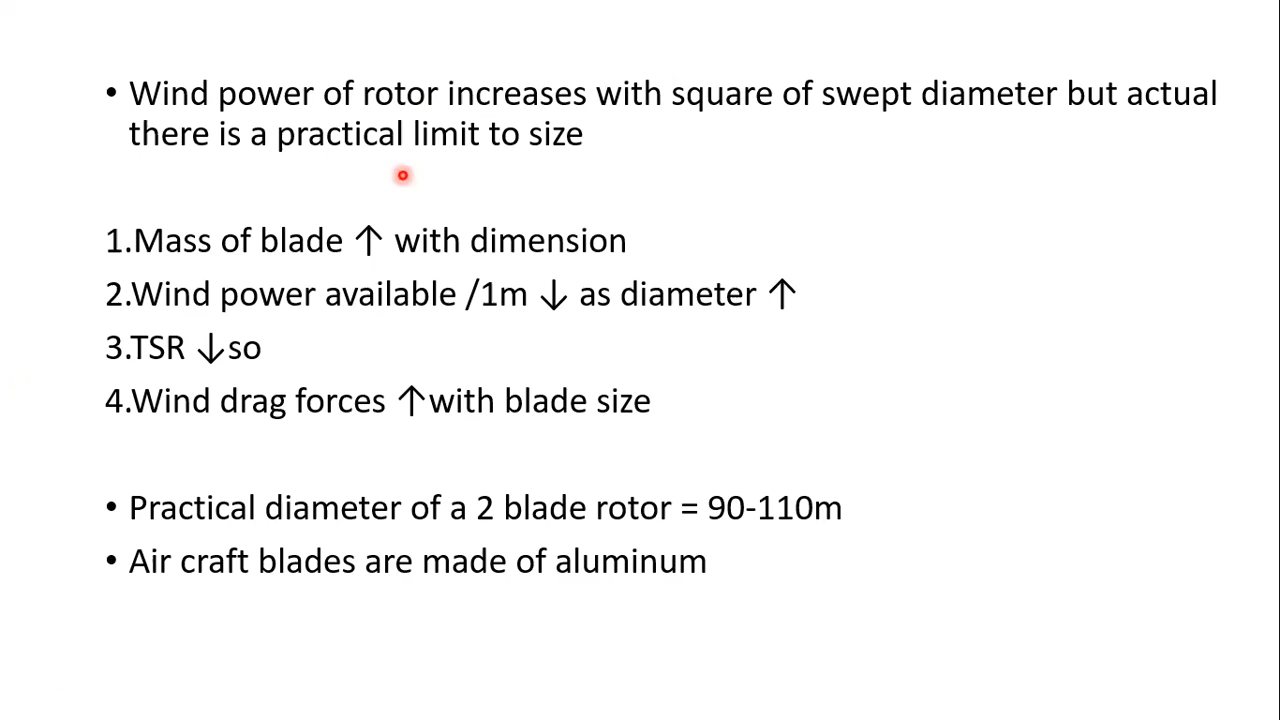 • Wind power of rotor increases with square of swept diameter but actual
there is a practical limit to size
1.Mass of blade ↑ with dimension
2.Wind power available /1m ↓ as diameter ↑
3.TSR ↓so
4.Wind drag forces ↑with blade size
• Practical diameter of a 2 blade rotor = 90-110m
• Air craft blades are made of aluminum